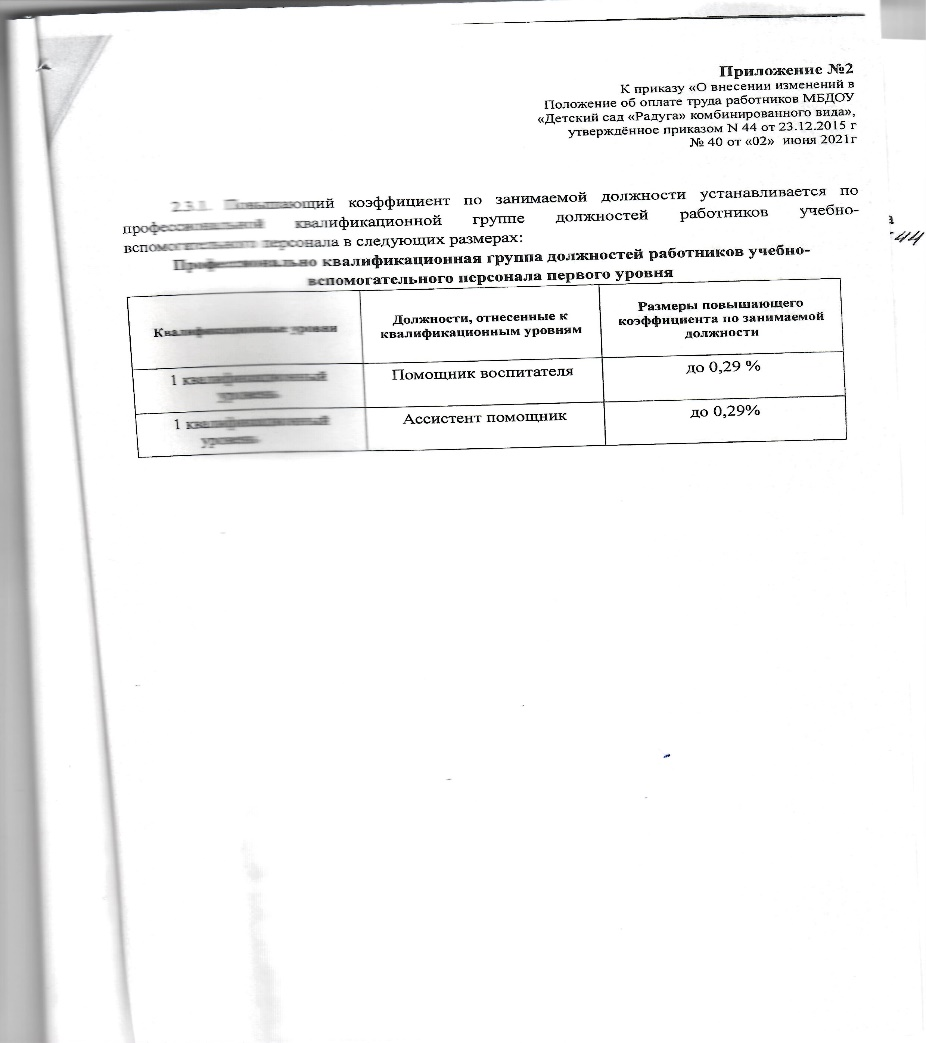 Приложение №2
К приказу «О внесении изменений в
Положение об оплате труда работников МБДОУ
«Детский сад «Радуга» комбинированного вида»,
утверждённое приказом N 44 от 23.12.2015 г
№ 40 от «02» июня 2021г
2.3.1. Повышающий коэффициент по занимаемой должности устанавливается по
профессиональной квалификационной группе должностей работников учебно-
вспомогательного персонала в следующих размерах:
Профессионально квалификационная группа должностей работников учебно-
вспомогательного персонала первого уровня
Квалификационные уровни
Должности, отнесенные к
квалификационным уровням
Размеры повышающего
коэффициента по занимаемой
должности
1 квалификационный
уровень
Помощник воспитателя
до 0,29 %
1 квалификационный
уровень
Ассистент помощник
до 0,29%
44